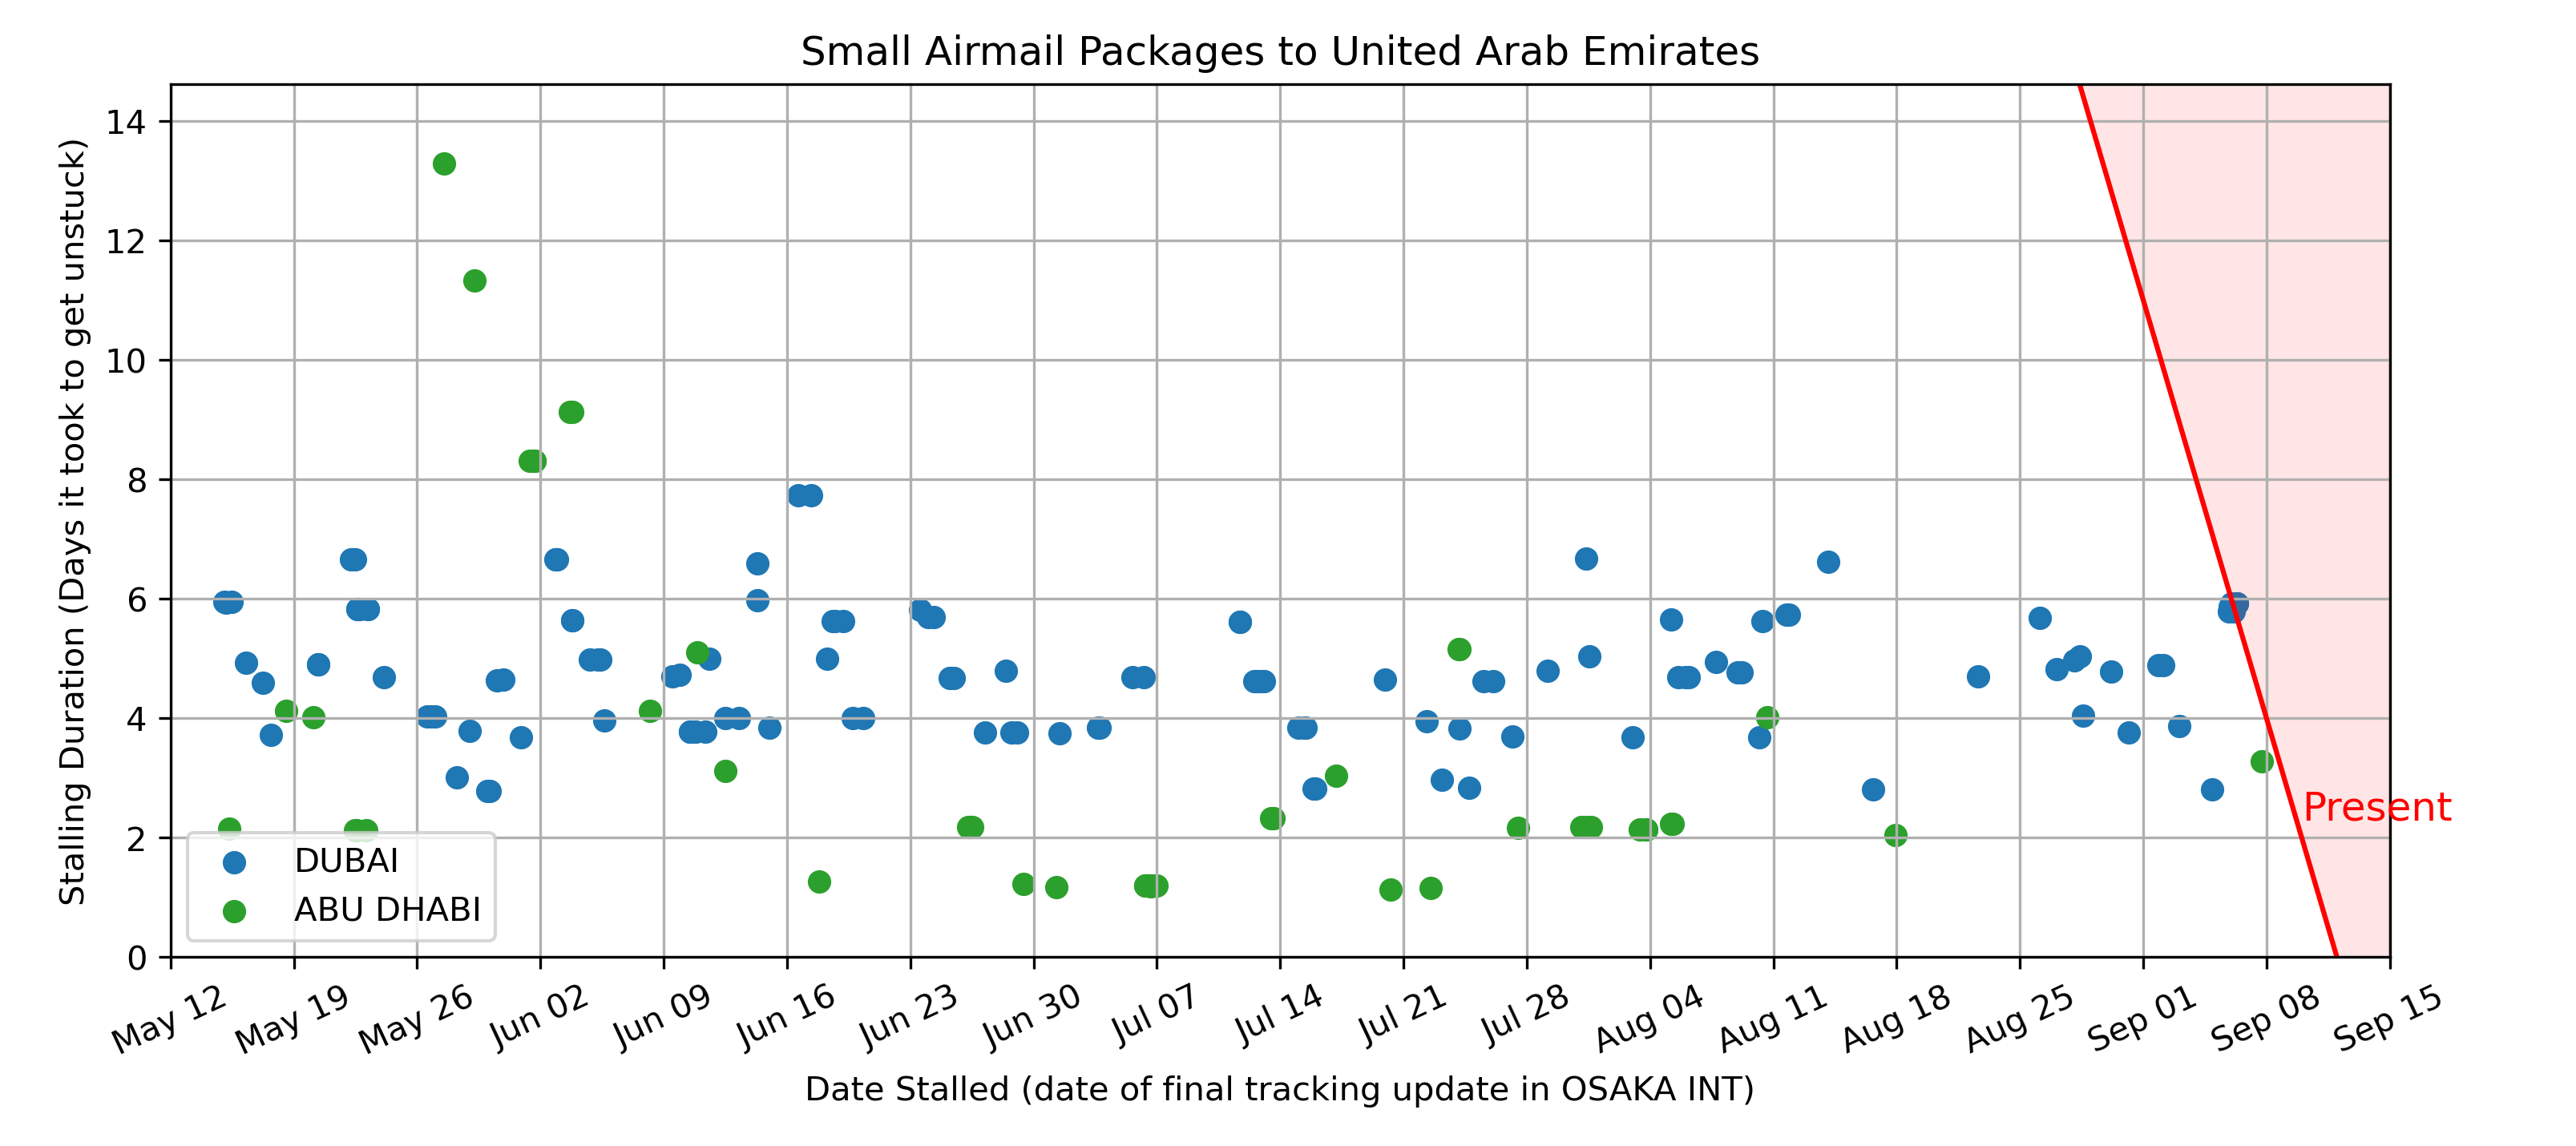 Small Airmail Packages to United Arab Emirates
Stalling Duration (Days it took to get unstuck)
14
12
10
8
6
4
2
0
Present
DUBAI
ABU DHABI
May 12
May 19
May 26
Jun 02
Jun 09
Jun 16
Jun 23
Jun 30
Jul 07
Jul 14
Jul 21
Jul 28
Aug 04
Aug 11
Aug 18
Aug 25
Sep 01
Sep 08
Sep 15
Date Stalled (date of final tracking update in OSAKA INT)